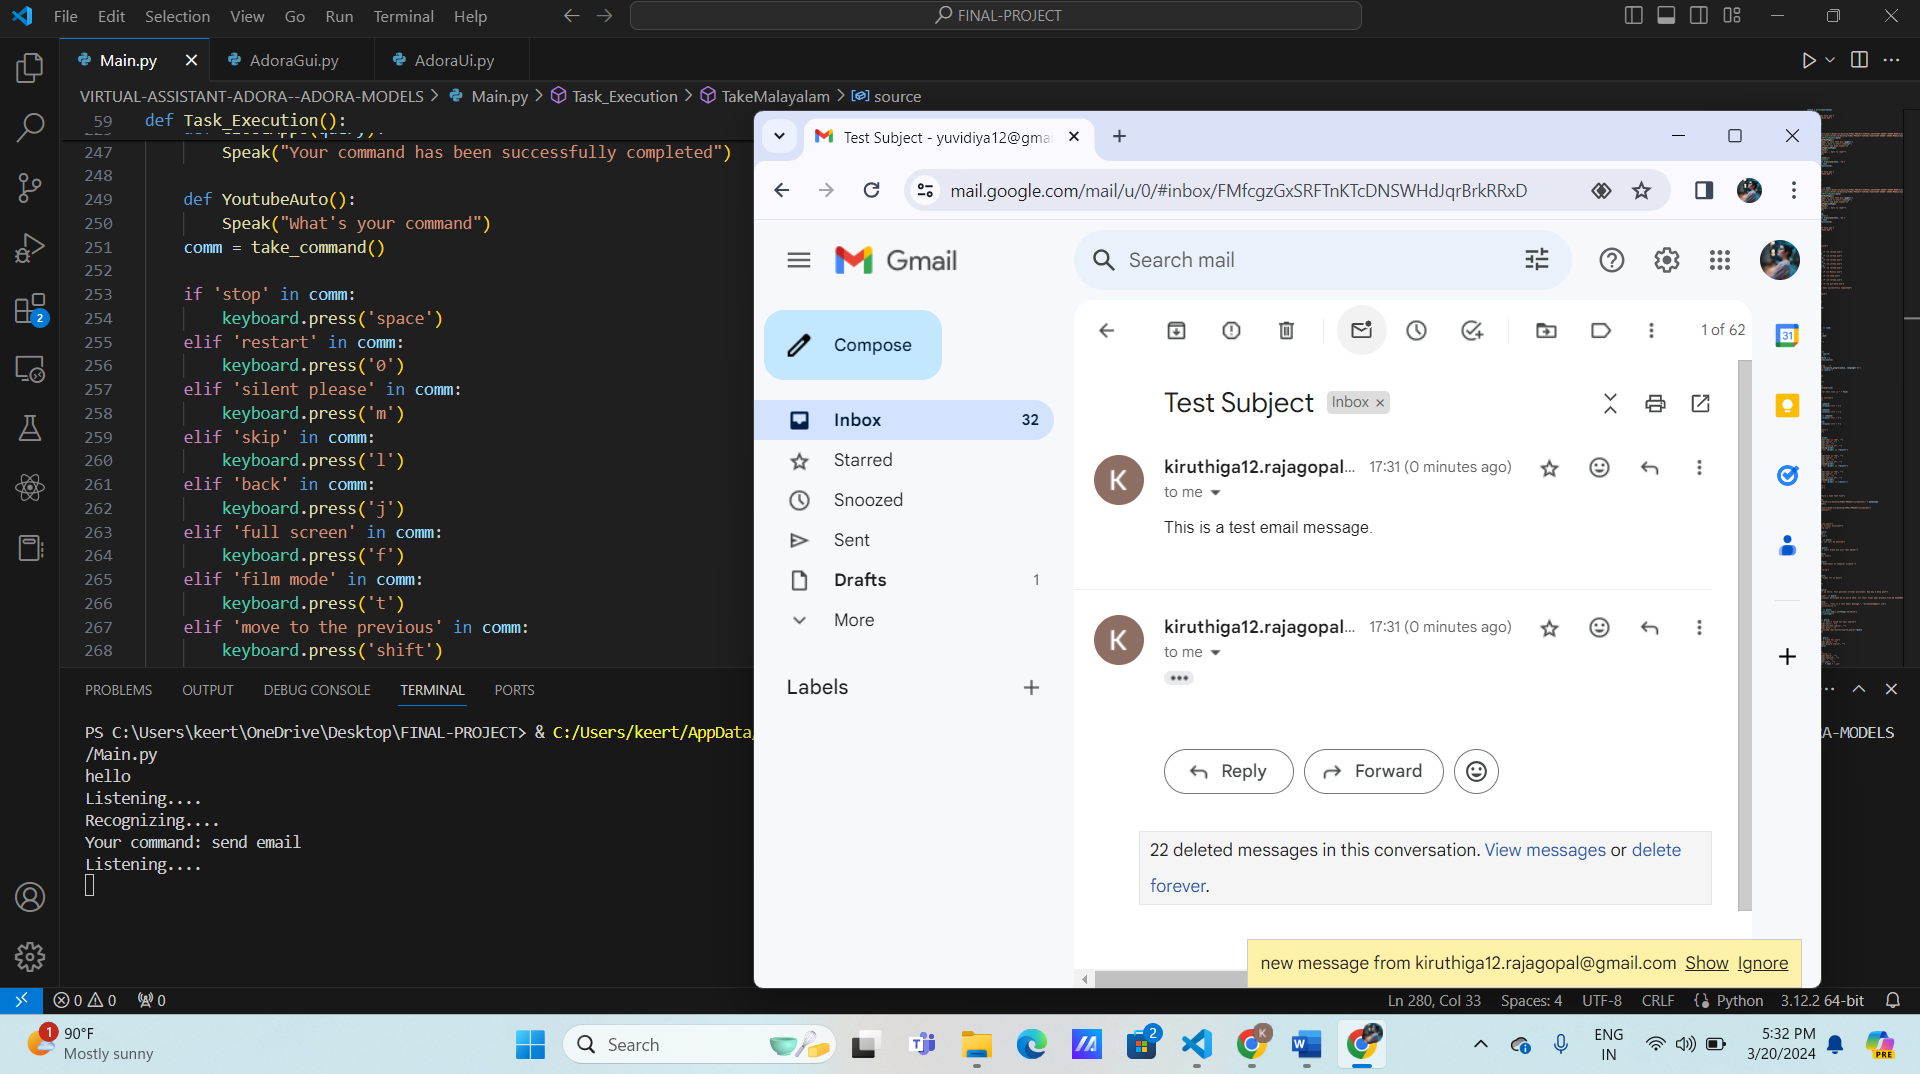 File Edit Selection View Go Run Terminal Help
FINAL-PROJECT
Main.py
AdoraGui.py
AdoraUi.py
VIRTUAL-ASSISTANT-ADORA--ADORA-MODELS > Main.py > Task_Execution > TakeMalayalam > source
59 def Task_Execution():
247 Speak("Your command has been successfully completed")
248
249 def YoutubeAuto():
250 Speak("What's your command")
251 comm = take_command()
252
253 if 'stop' in comm:
254 keyboard.press('space')
255 elif 'restart' in comm:
256 keyboard.press('0')
257 elif 'silent please' in comm:
258 keyboard.press('m')
259 elif 'skip' in comm:
260 keyboard.press('l')
261 elif 'back' in comm:
262 keyboard.press('j')
263 elif 'full screen' in comm:
264 keyboard.press('f')
265 elif 'film mode' in comm:
266 keyboard.press('t')
267 elif 'move to the previous' in comm:
268 keyboard.press('shift')
2
PROBLEMS OUTPUT DEBUG CONSOLE TERMINAL PORTS
PS C:\Users\keert\OneDrive\Desktop\FINAL-PROJECT> & C:/Users/keert/AppData/
A-MODELS
/Main.py
hello
Listening....
Recognizing....
Your command: send email
Listening....
Test Subject - yuvidiya12@gmai
mail.google.com/mail/u/0/#inbox/FMfcgzGxSRFTnKTcDNSWHdJqrBrkRRxD
Gmail
Search mail
Compose
Inbox 32
Starred
Snoozed
Sent
Drafts 1
More
Labels
1 of 62
31
Test Subject
Inbox ×
K
kiruthiga12.rajagopal... 17:31 (0 minutes ago)
to me
This is a test email message.
K
kiruthiga12.rajagopal... 17:31 (0 minutes ago)
to me
Reply
Forward
22 deleted messages in this conversation. View messages or delete
forever.
new message from kiruthiga12.rajagopal@gmail.com Show Ignore
0 0 0
Ln 280, Col 33 Spaces: 4 UTF-8 CRLF Python 3.12.2 64-bit
1
90°F
Mostly sunny
Search
2
K
ENG
IN
5:32 PM
3/20/2024
PRE